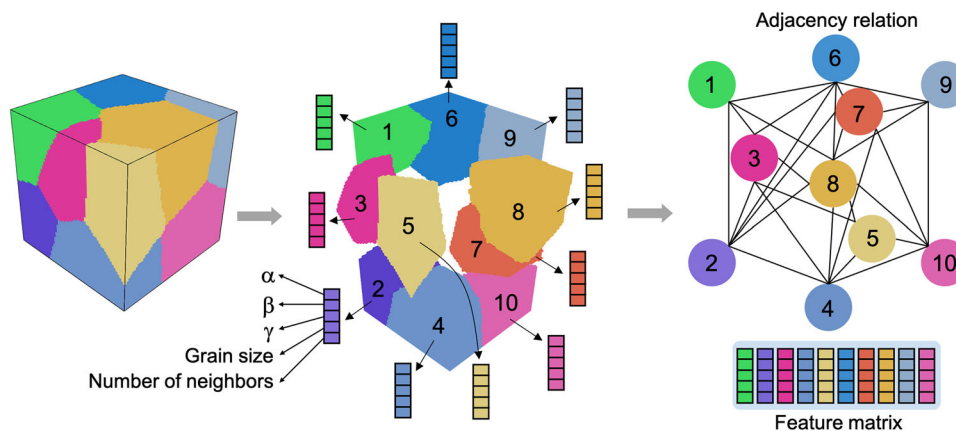 Adjacency relation
6
1
9
7
3
8
5
2
10
4
1
6
9
3
5
8
7
2
10
4
α
β
γ
Grain size
Number of neighbors
Feature matrix